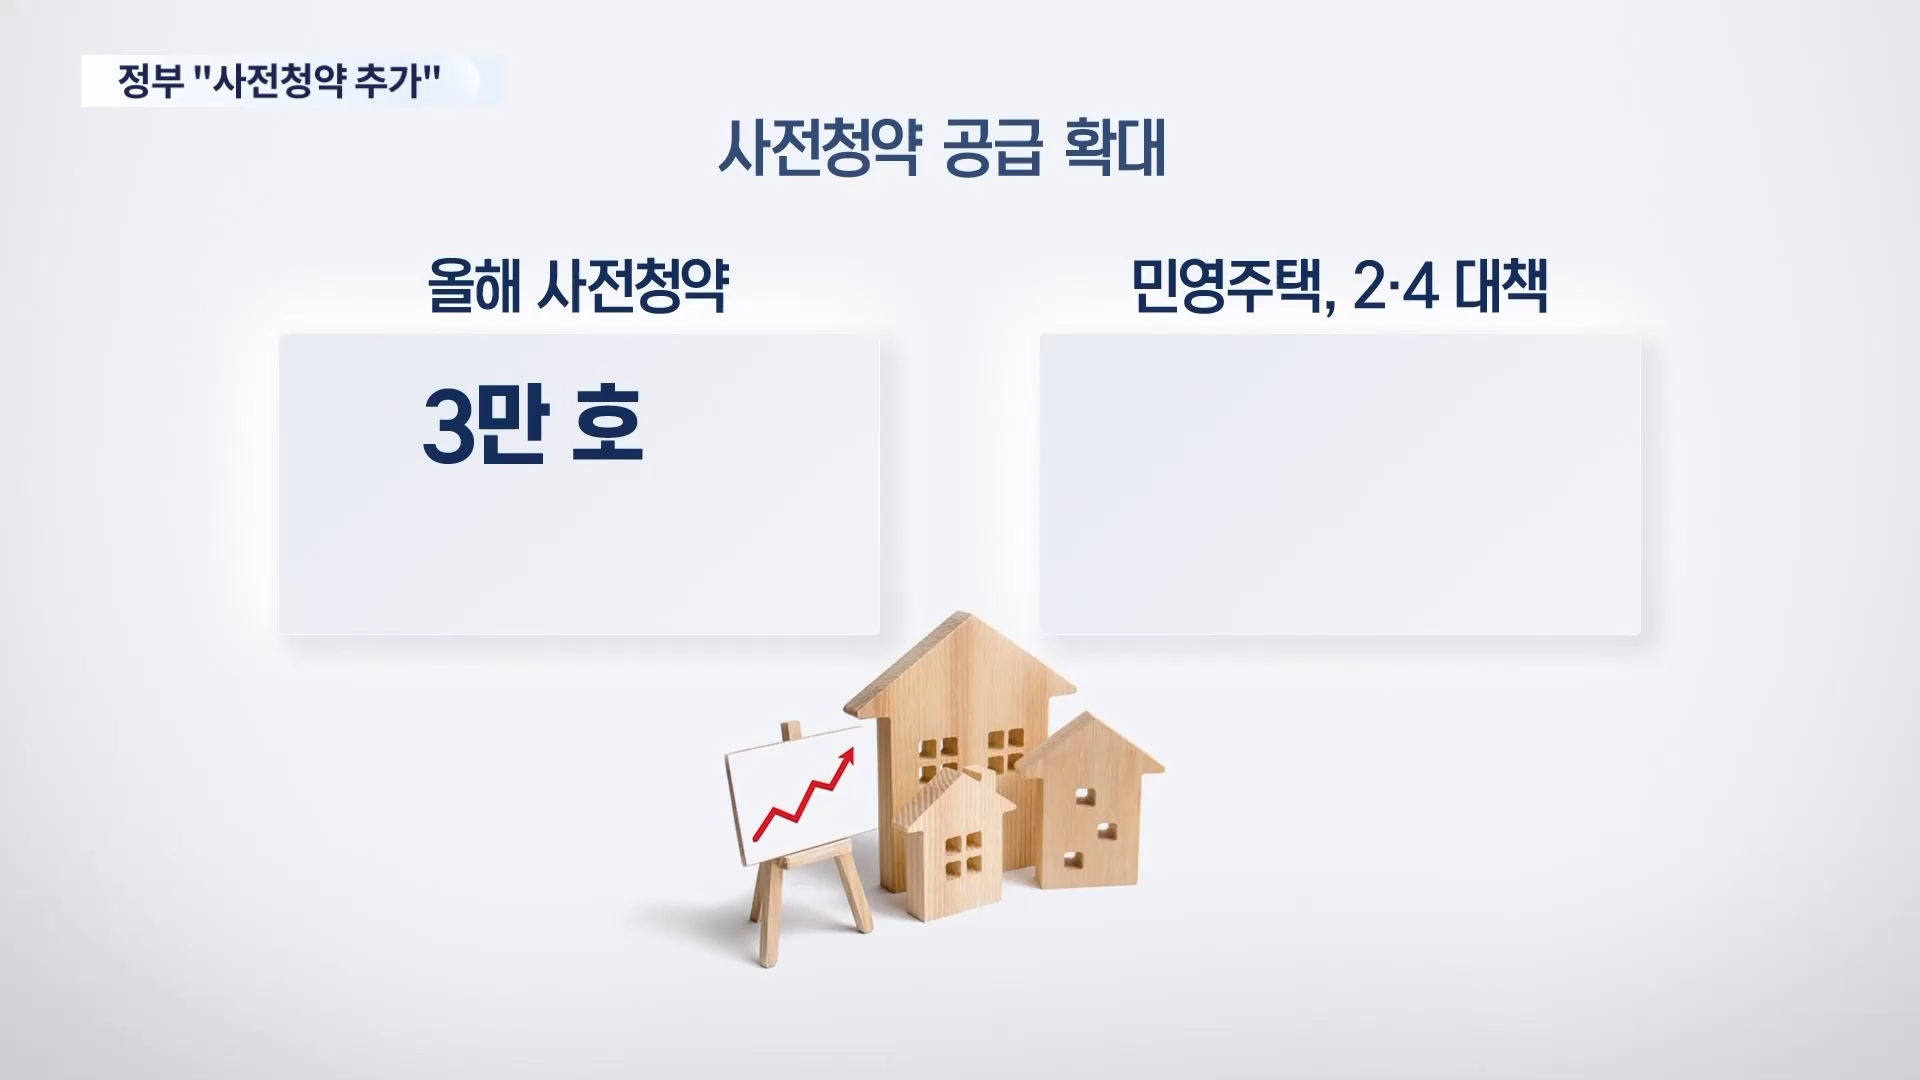 정부 "사전청약 추가"
사전청약 공급 확대
올해 사전청약
민영주택, 2·4 대책
3만 호